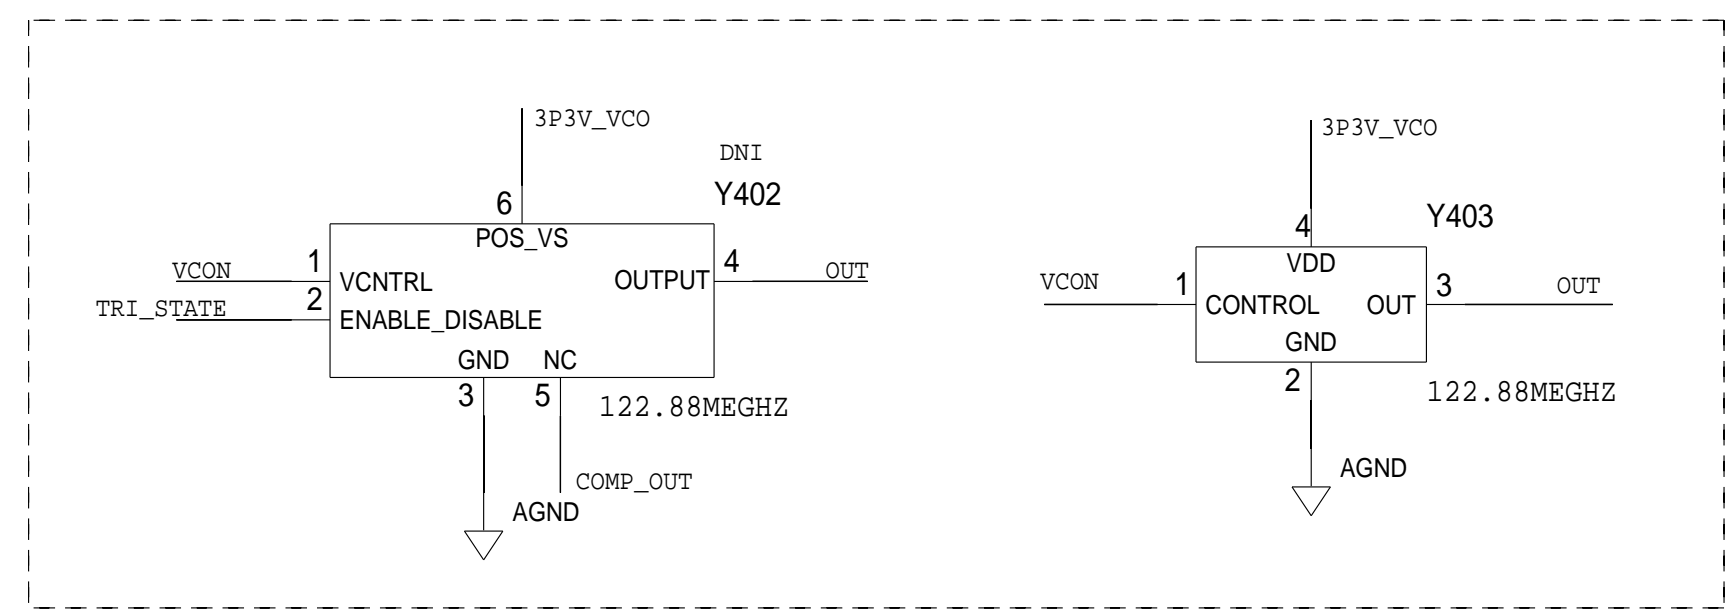 3P3V_VCO
DNI
Y402
6
POS_VS
VCON
1
VCNTRL
OUTPUT
4
OUT
TRI_STATE
2
ENABLE_DISABLE
GND
NC
3
5
122.88MEGHZ
COMP_OUT
AGND
3P3V_VCO
Y403
4
VDD
VCON
1
CONTROL
OUT
3
OUT
GND
2
122.88MEGHZ
AGND